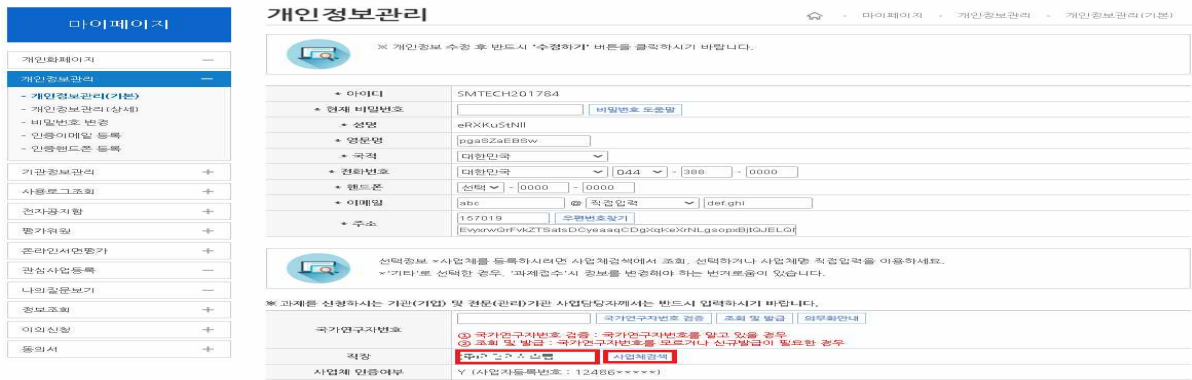 마이페이지
개인화페이지
개인정보관리
- 개인정보관리(기본)
- 개인정보관리(상세)
- 비밀번호 변경
- 인증이메일 등록
- 인증핸드폰 등록
기관정보관리
사용로그조회
전자공지함
평가위원
온라인서면평가
관심사업등록
나의질문보기
정보조회
이의신청
동의서
개인정보관리
마이페이지 - 개인정보관리 - 개인정보관리(기본)
※ 개인정보 수정 후 반드시 '수정하기' 버튼을 클릭하시기 바랍니다.
* 아이디 SMTECH201784
* 현재 비밀번호 비밀번호 도움말
* 성명 eRXKuStNll
* 영문명 pgaSZaEBSw
* 국적 대한민국
* 전화번호 대한민국 044 - 388 - 0000
* 핸드폰 선택 - 0000 - 0000
* 이메일 abc @ 직접입력 def.ghi
* 주소 157019 우편번호찾기
선택정보 *사업체를 등록하시려면 사업체검색에서 조회, 선택하거나 사업체명 직접입력을 이용하세요.
*'기타'로 선택한 경우, '과제접수'시 정보를 변경해야 하는 번거로움이 있습니다.
※ 과제를 신청하시는 기관(기업) 및 전문(관리)기관 사업담당자께서는 반드시 입력하시기 바랍니다.
국가연구자번호 국가연구자번호 검증 조회 및 발급 의무화안내
① 국가연구자번호 검증 : 국가연구자번호를 알고 있을 경우
② 조회 및 발급 : 국가연구자번호를 모르거나 신규발급이 필요한 경우
직장 사업체검색
사업체 인증여부 Y (사업자등록번호 : 12486*****)